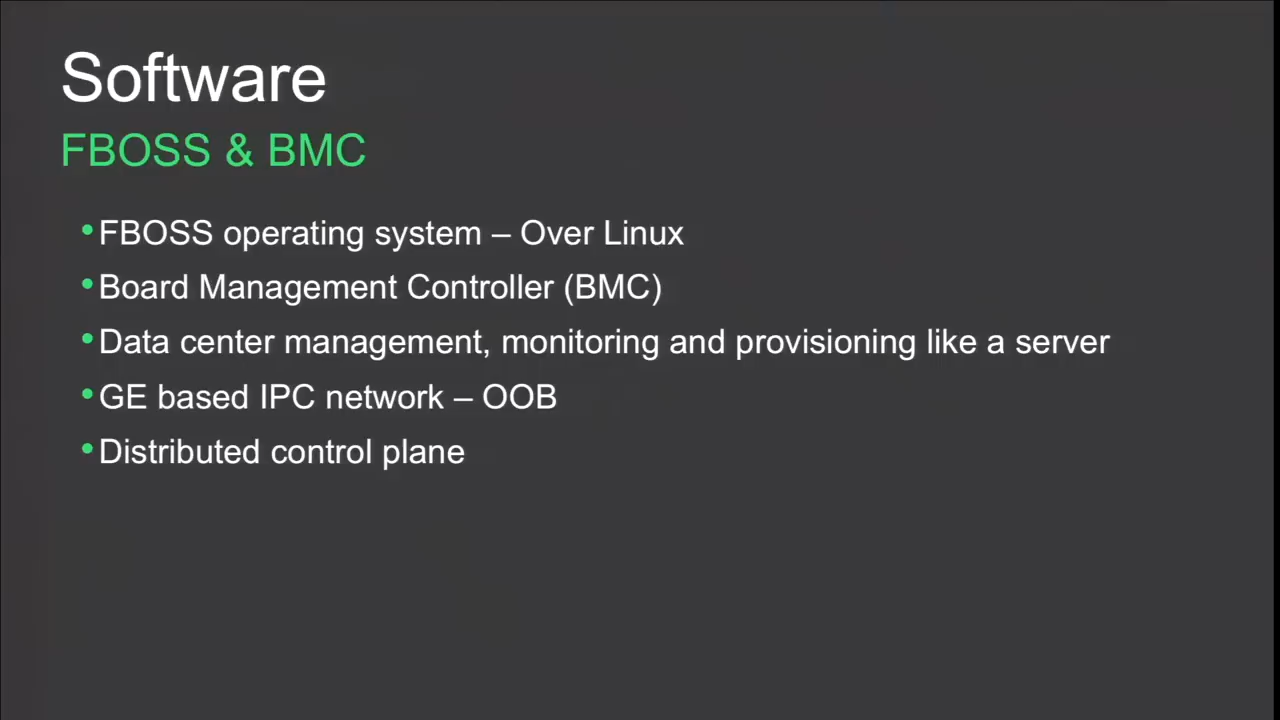 Software
FBOSS & BMC
• FBOSS operating system – Over Linux
• Board Management Controller (BMC)
• Data center management, monitoring and provisioning like a server
• GE based IPC network – OOB
• Distributed control plane